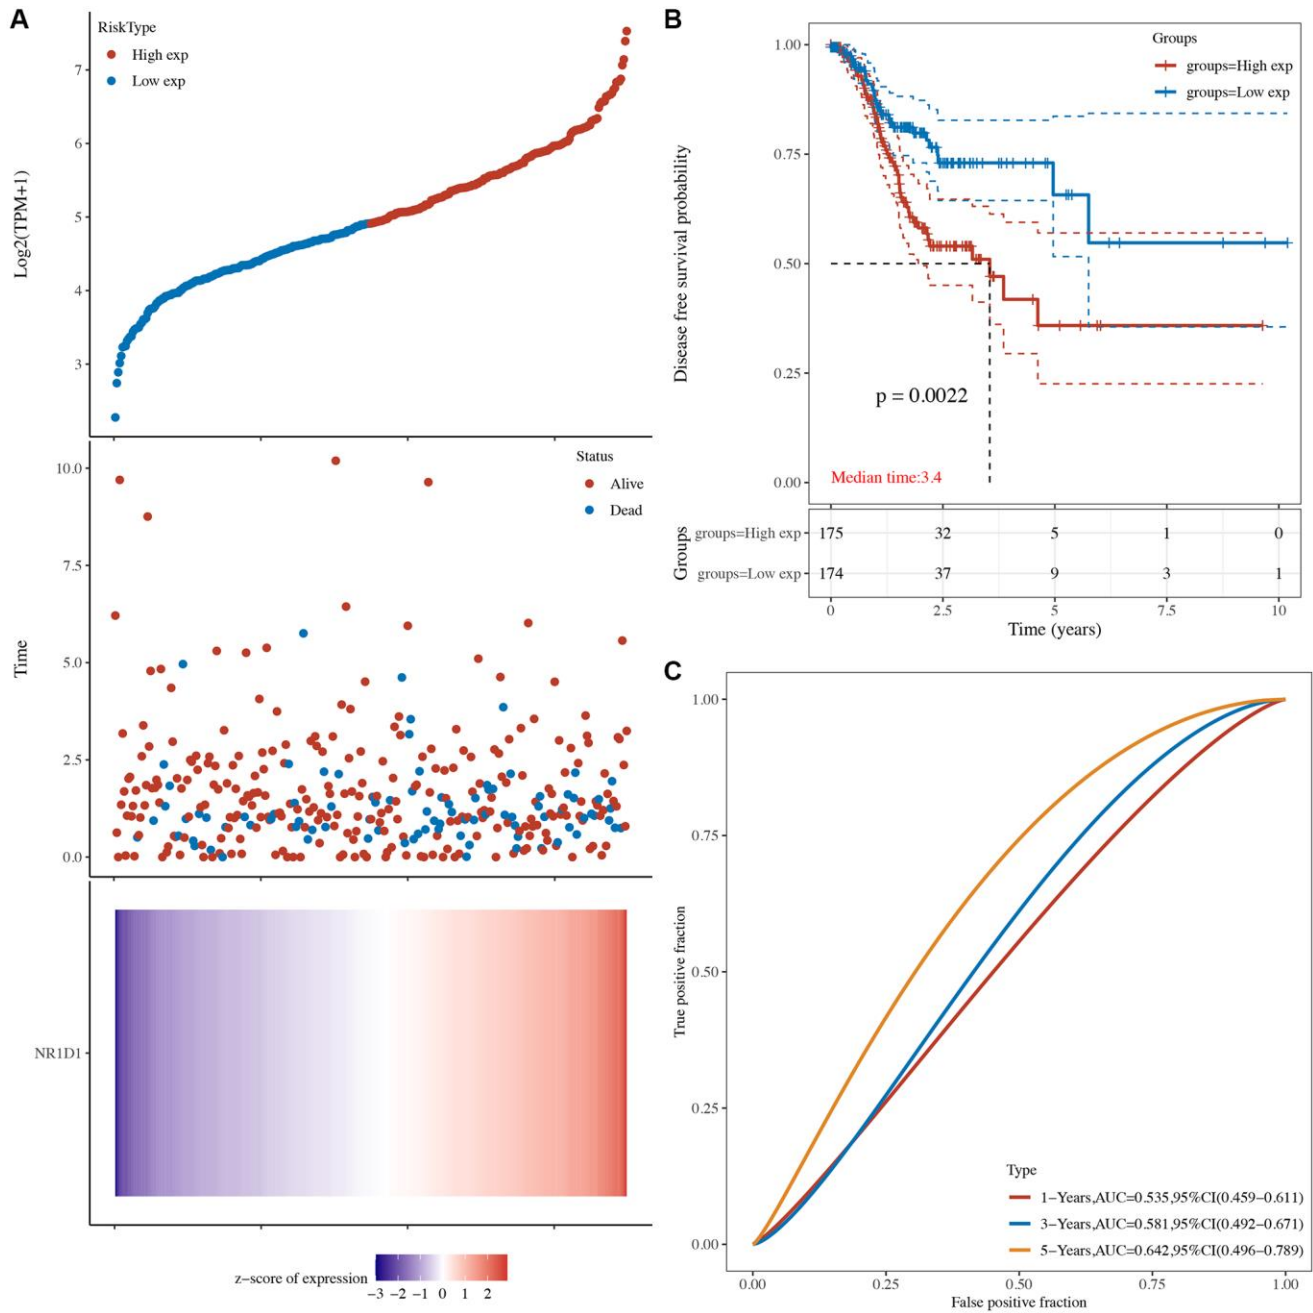 A
RiskType
High exp
Low exp
7
6
5
4
3
Log2(TPM+1)
Status
Alive
Dead
10.0
7.5
5.0
2.5
0.0
Time
NR1D1
z−score of expression
−3 −2 −1 0 1 2
B
Groups
groups=High exp
groups=Low exp
1.00
0.75
0.50
0.25
0.00
Disease free survival probability
p = 0.0022
Median time:3.4
Groups
groups=High exp 175 32 5 1 0
groups=Low exp 174 37 9 3 1
0 2.5 5 7.5 10
Time (years)
C
1.00
0.75
0.50
0.25
0.00
True positive fraction
Type
1−Years,AUC=0.535,95%CI(0.459−0.611)
3−Years,AUC=0.581,95%CI(0.492−0.671)
5−Years,AUC=0.642,95%CI(0.496−0.789)
0.00 0.25 0.50 0.75 1.00
False positive fraction